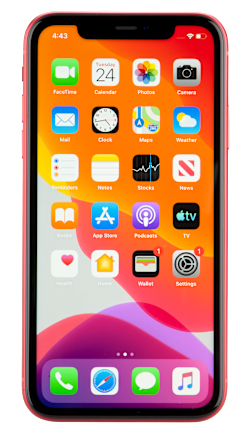 4:43
FaceTime Calendar Photos Camera
Tuesday
24
Mail Clock Maps Weather
Reminders Notes Stocks News
Books App Store Podcasts TV
tv
1 1
Health Home Wallet Settings